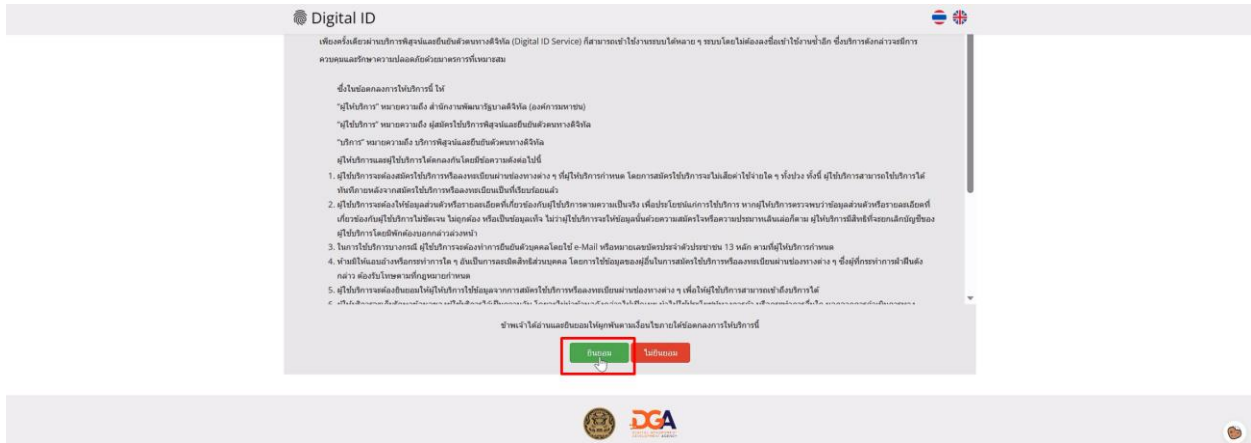 Digital ID
เพียงครั้งเดียวผ่านบริการพิสูจน์และยืนยันตัวตนทางดิจิทัล (Digital ID Service) ก็สามารถเข้าใช้งานระบบได้หลาย ๆ ระบบโดยไม่ต้องลงชื่อเข้าใช้งานซ้ำอีก ซึ่งบริการดังกล่าวจะมีการ
ควบคุมและรักษาความปลอดภัยด้วยมาตรการที่เหมาะสม
ซึ่งในข้อตกลงการให้บริการนี้ ให้
"ผู้ให้บริการ" หมายความถึง สำนักงานพัฒนารัฐบาลดิจิทัล (องค์การมหาชน)
"ผู้ใช้บริการ" หมายความถึง ผู้สมัครใช้บริการพิสูจน์และยืนยันตัวตนทางดิจิทัล
"บริการ" หมายความถึง บริการพิสูจน์และยืนยันตัวตนทางดิจิทัล
ผู้ให้บริการและผู้ใช้บริการได้ตกลงกันโดยมีข้อความดังต่อไปนี้
1. ผู้ใช้บริการจะต้องสมัครใช้บริการหรือลงทะเบียนผ่านช่องทางต่าง ๆ ที่ผู้ให้บริการกำหนด โดยการสมัครใช้บริการจะไม่เสียค่าใช้จ่ายใด ๆ ทั้งปวง ทั้งนี้ ผู้ใช้บริการสามารถใช้บริการได้
ทันทีภายหลังจากสมัครใช้บริการหรือลงทะเบียนเป็นที่เรียบร้อยแล้ว
2. ผู้ใช้บริการจะต้องให้ข้อมูลส่วนตัวหรือรายละเอียดที่เกี่ยวข้องกับผู้ใช้บริการตามความเป็นจริง เพื่อประโยชน์แก่การใช้บริการ หากผู้ให้บริการตรวจพบว่าข้อมูลส่วนตัวหรือรายละเอียดที่
เกี่ยวข้องกับผู้ใช้บริการไม่ชัดเจน ไม่ถูกต้อง หรือเป็นข้อมูลเท็จ ไม่ว่าผู้ใช้บริการจะให้ข้อมูลนั้นด้วยความสมัครใจหรือความประมาทเลินเล่อก็ตาม ผู้ให้บริการมีสิทธิที่จะยกเลิกบัญชีของ
ผู้ใช้บริการโดยมิพักต้องบอกกล่าวล่วงหน้า
3. ในการใช้บริการบางกรณี ผู้ใช้บริการจะต้องทำการยืนยันตัวบุคคลโดยใช้ e-Mail หรือหมายเลขบัตรประจำตัวประชาชน 13 หลัก ตามที่ผู้ให้บริการกำหนด
4. ห้ามมิให้แอบอ้างหรือกระทำการใด ๆ อันเป็นการละเมิดสิทธิส่วนบุคคล โดยการใช้ข้อมูลของผู้อื่นในการสมัครใช้บริการหรือลงทะเบียนผ่านช่องทางต่าง ๆ ซึ่งผู้ที่กระทำการฝ่าฝืนดัง
กล่าว ต้องรับโทษตามที่กฎหมายกำหนด
5. ผู้ใช้บริการจะต้องยินยอมให้ผู้ให้บริการใช้ข้อมูลจากการสมัครใช้บริการหรือลงทะเบียนผ่านช่องทางต่าง ๆ เพื่อให้ผู้ใช้บริการสามารถเข้าถึงบริการได้
ข้าพเจ้าได้อ่านและยินยอมให้ผูกพันตามเงื่อนไขภายใต้ข้อตกลงการให้บริการนี้
ยินยอม ไม่ยินยอม
DGA
DIGITAL GOVERNMENT
DEVELOPMENT AGENCY